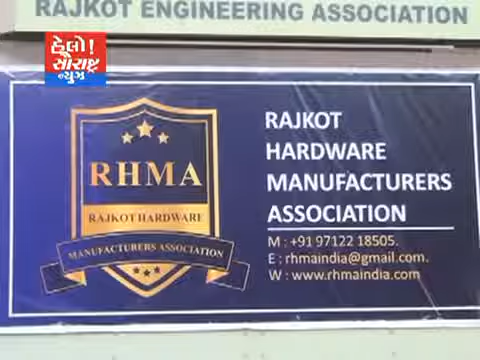 RAJKOT ENGINEERING ASSOCIATION
હેલો!
સૌરાષ્ટ્ર
ન્યુઝ
RHMA
RAJKOT HARDWARE
MANUFACTURERS ASSOCIATION
RAJKOT
HARDWARE
MANUFACTURERS
ASSOCIATION
M : +91 97122 18505.
E : rhmaindia@gmail.com.
W : www.rhmaindia.com